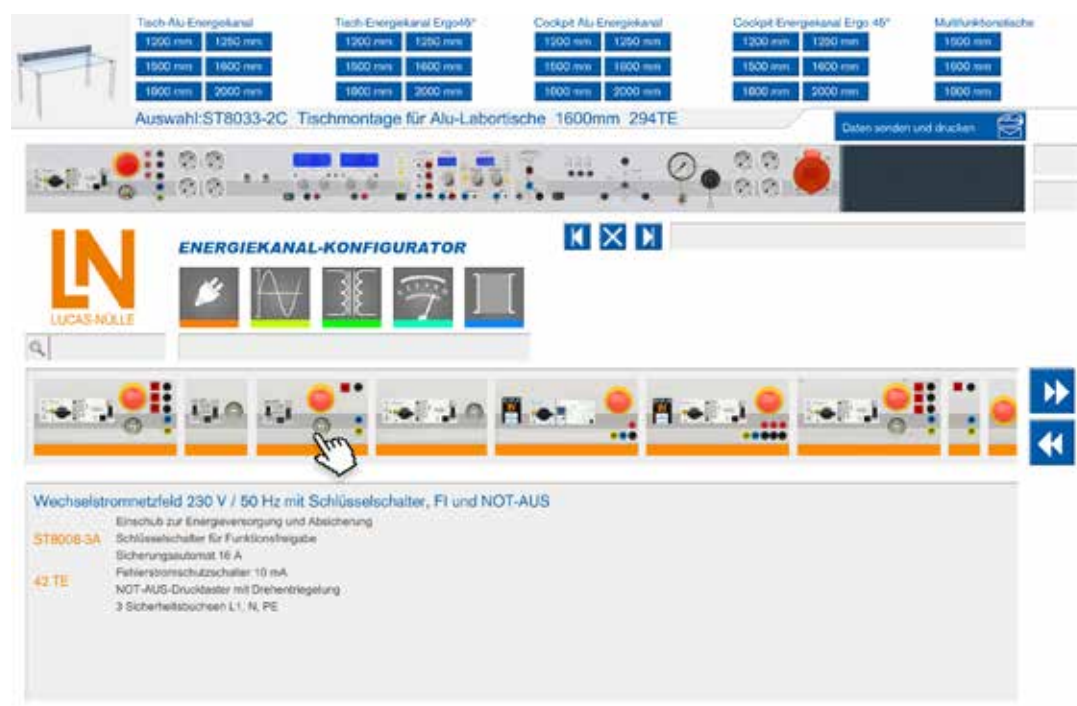 Tisch-Alu-Energiekanal
1200 mm 1250 mm
1500 mm 1600 mm
1800 mm 2000 mm
Tisch-Energiekanal Ergo45°
1200 mm 1250 mm
1500 mm 1600 mm
1800 mm 2000 mm
Cockpit Alu-Energiekanal
1200 mm 1250 mm
1500 mm 1600 mm
1800 mm 2000 mm
Cockpit Energiekanal Ergo 45°
1200 mm 1250 mm
1500 mm 1600 mm
1800 mm 2000 mm
Multifunktionstische
1500 mm
1600 mm
1800 mm
Auswahl:ST8033-2C Tischmontage für Alu-Labortische 1600mm 294TE
Daten senden und drucken
LN
LUCAS-NÜLLE
ENERGIEKANAL-KONFIGURATOR
Wechselstromnetzfeld 230 V / 50 Hz mit Schlüsselschalter, FI und NOT-AUS
ST8008-3A
42 TE
Einschub zur Energieversorgung und Absicherung
Schlüsselschalter für Funktionsfreigabe
Sicherungsautomat 16 A
Fehlerstromschutzschalter 10 mA
NOT-AUS-Drucktaster mit Drehentriegelung
3 Sicherheitsbuchsen L1, N, PE